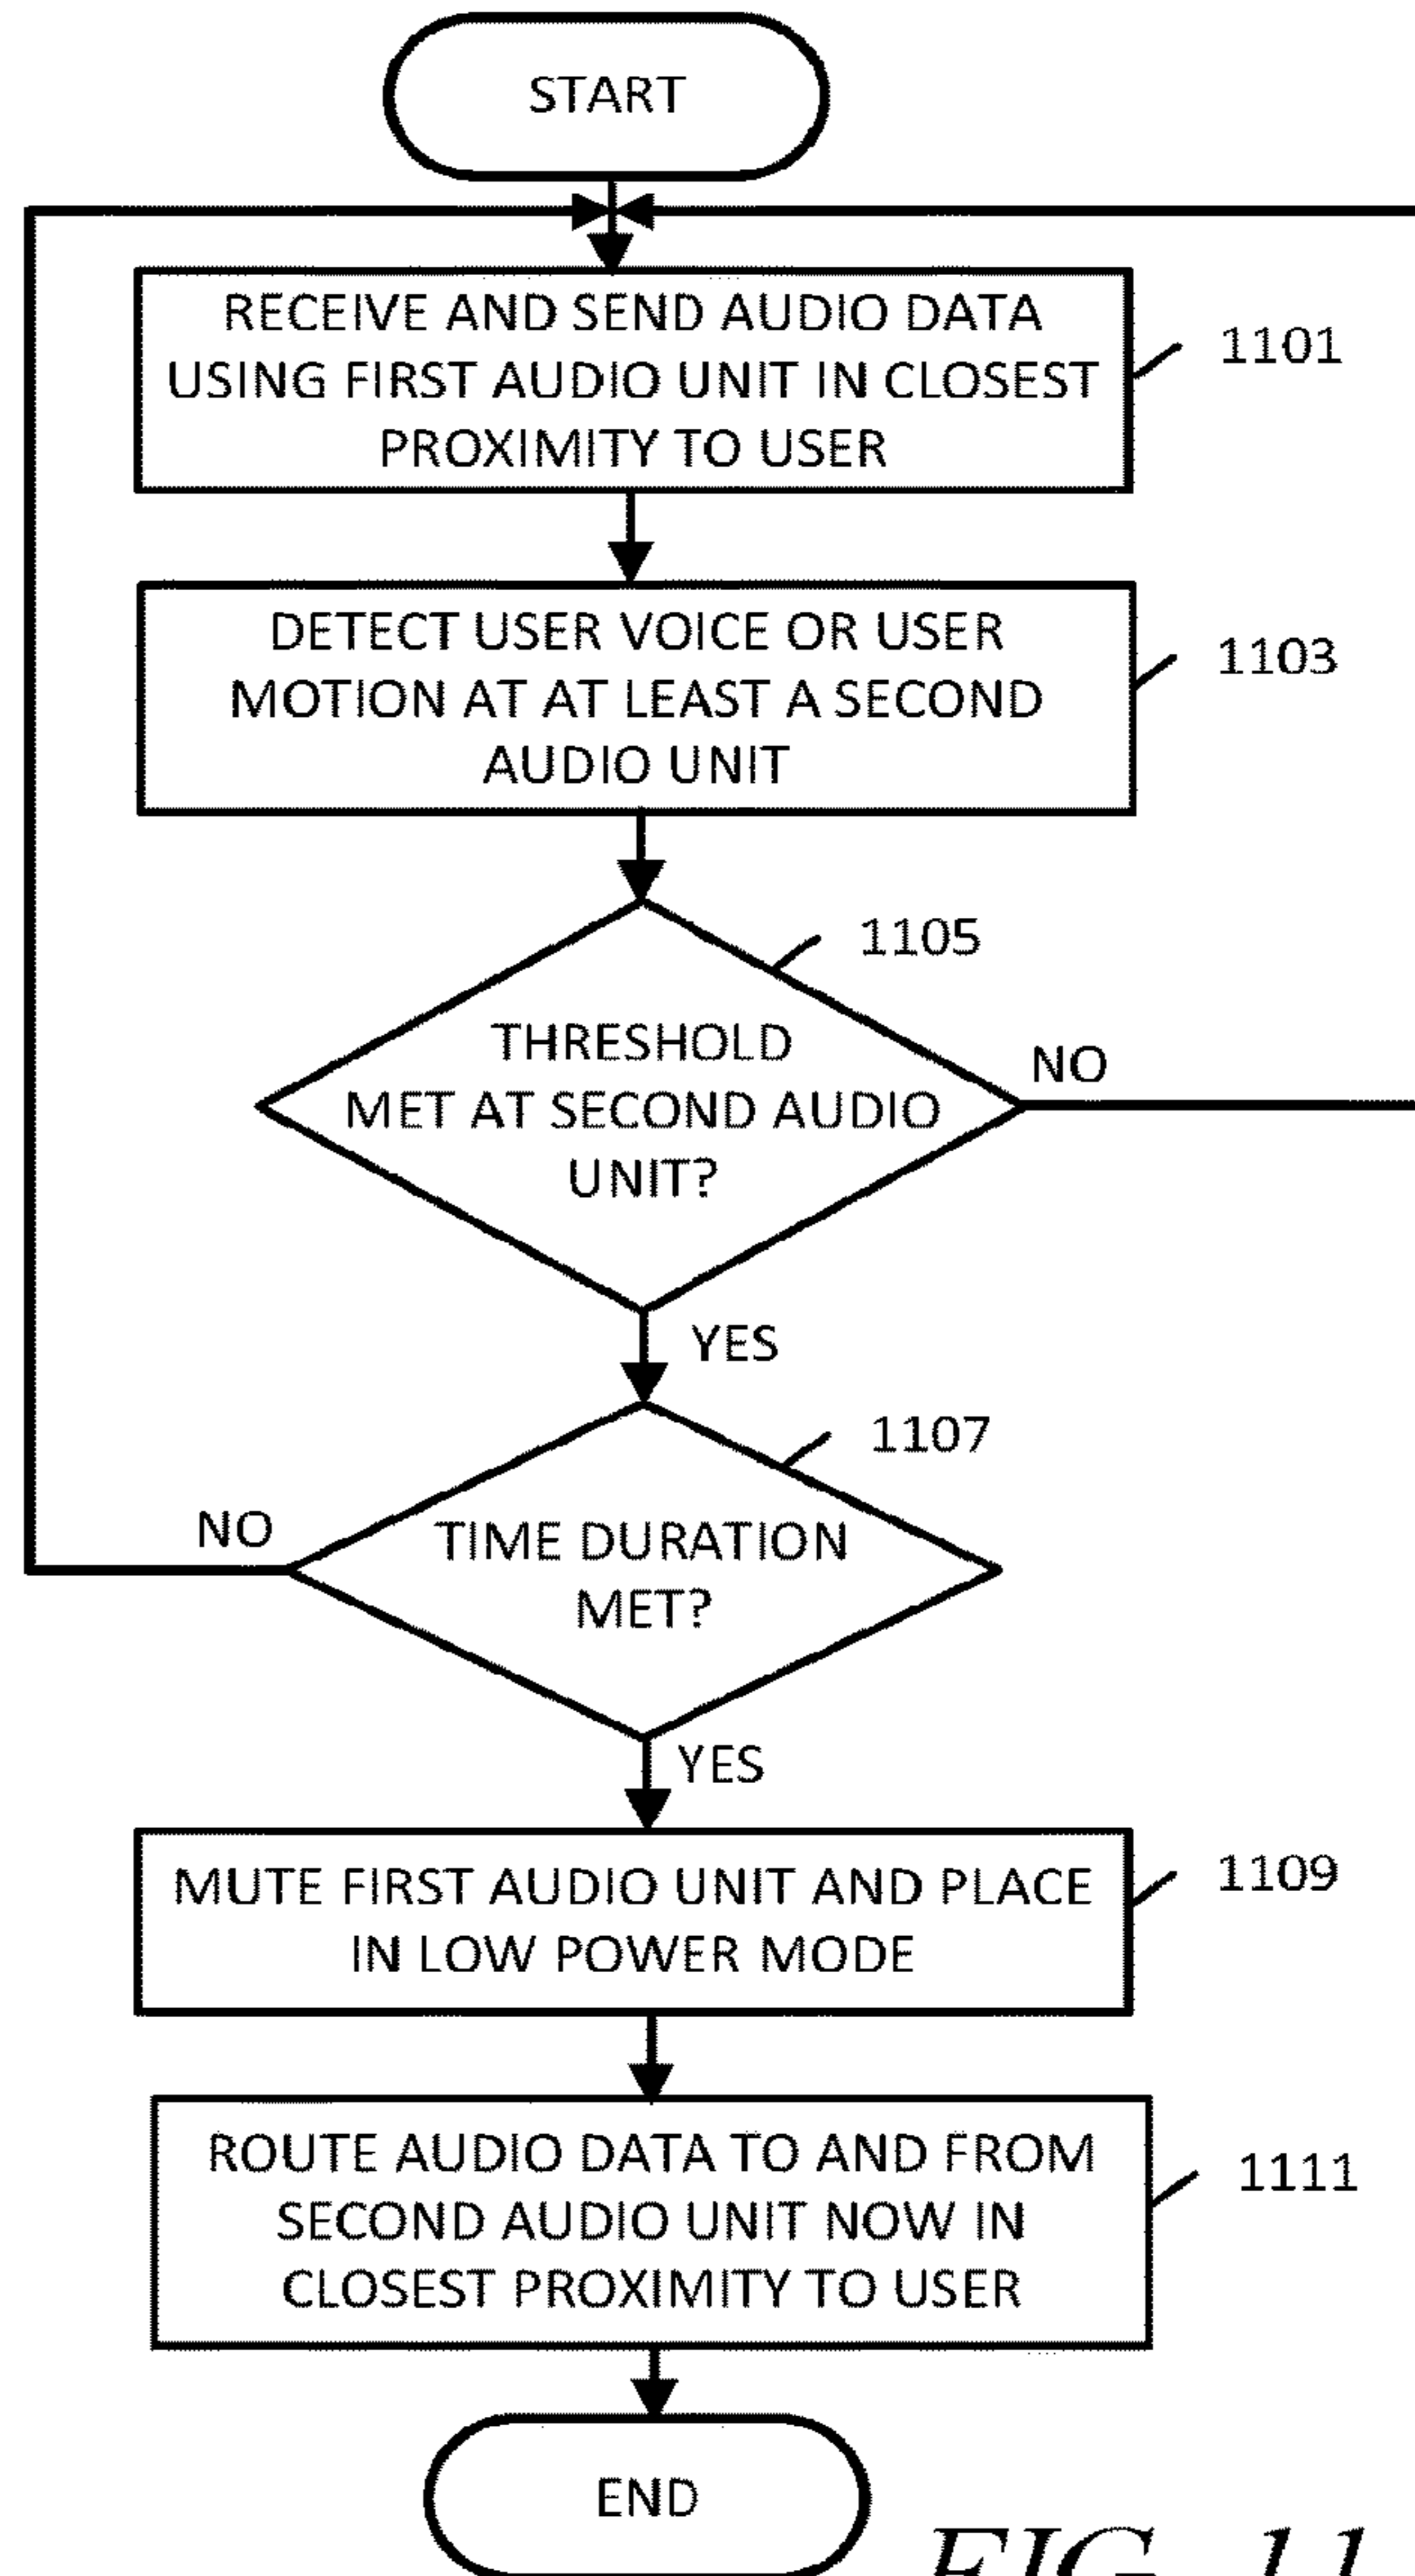 START
RECEIVE AND SEND AUDIO DATA
USING FIRST AUDIO UNIT IN CLOSEST
PROXIMITY TO USER
1101
DETECT USER VOICE OR USER
MOTION AT AT LEAST A SECOND
AUDIO UNIT
1103
1105
THRESHOLD
MET AT SECOND AUDIO
UNIT?
NO
YES
1107
TIME DURATION
MET?
NO
YES
MUTE FIRST AUDIO UNIT AND PLACE
IN LOW POWER MODE
1109
ROUTE AUDIO DATA TO AND FROM
SECOND AUDIO UNIT NOW IN
CLOSEST PROXIMITY TO USER
1111
END
FIG. 11